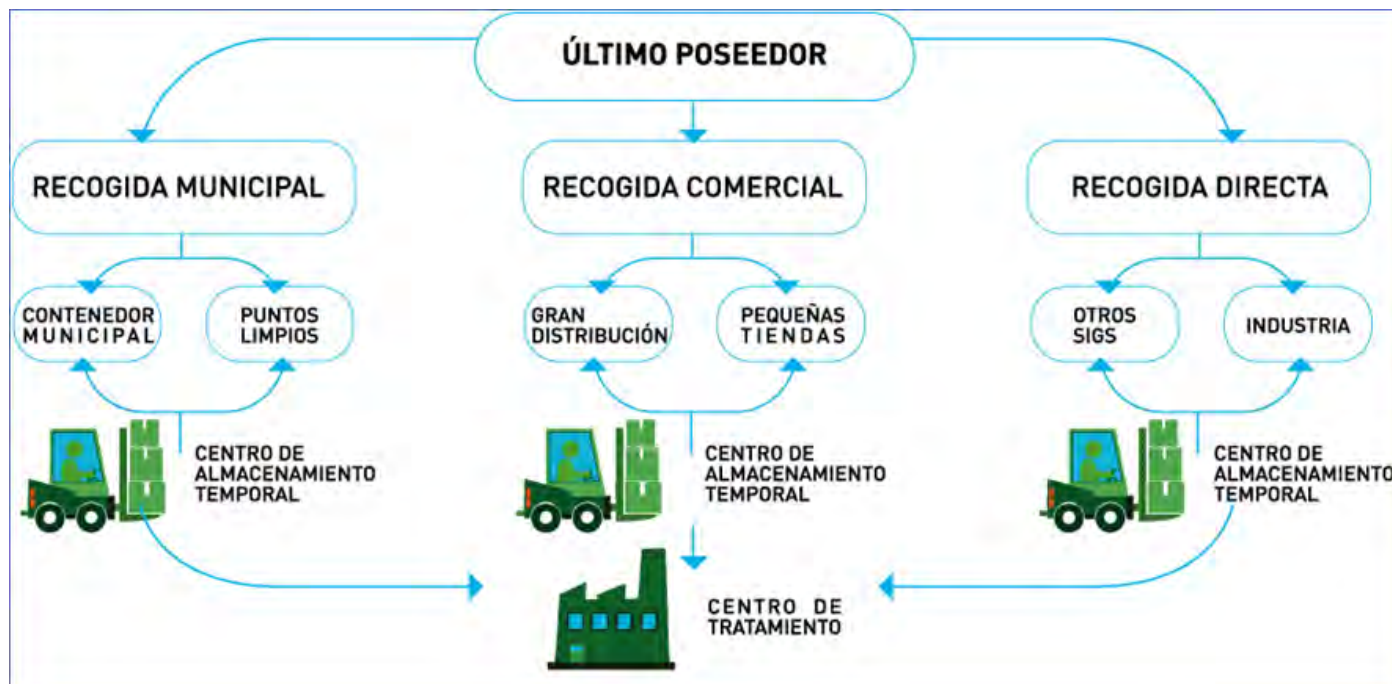 ÚLTIMO POSEEDOR
RECOGIDA MUNICIPAL
RECOGIDA COMERCIAL
RECOGIDA DIRECTA
CONTENEDOR
MUNICIPAL
PUNTOS
LIMPIOS
GRAN
DISTRIBUCIÓN
PEQUEÑAS
TIENDAS
OTROS
SIGS
INDUSTRIA
CENTRO DE
ALMACENAMIENTO
TEMPORAL
CENTRO DE
ALMACENAMIENTO
TEMPORAL
CENTRO DE
ALMACENAMIENTO
TEMPORAL
CENTRO DE
TRATAMIENTO